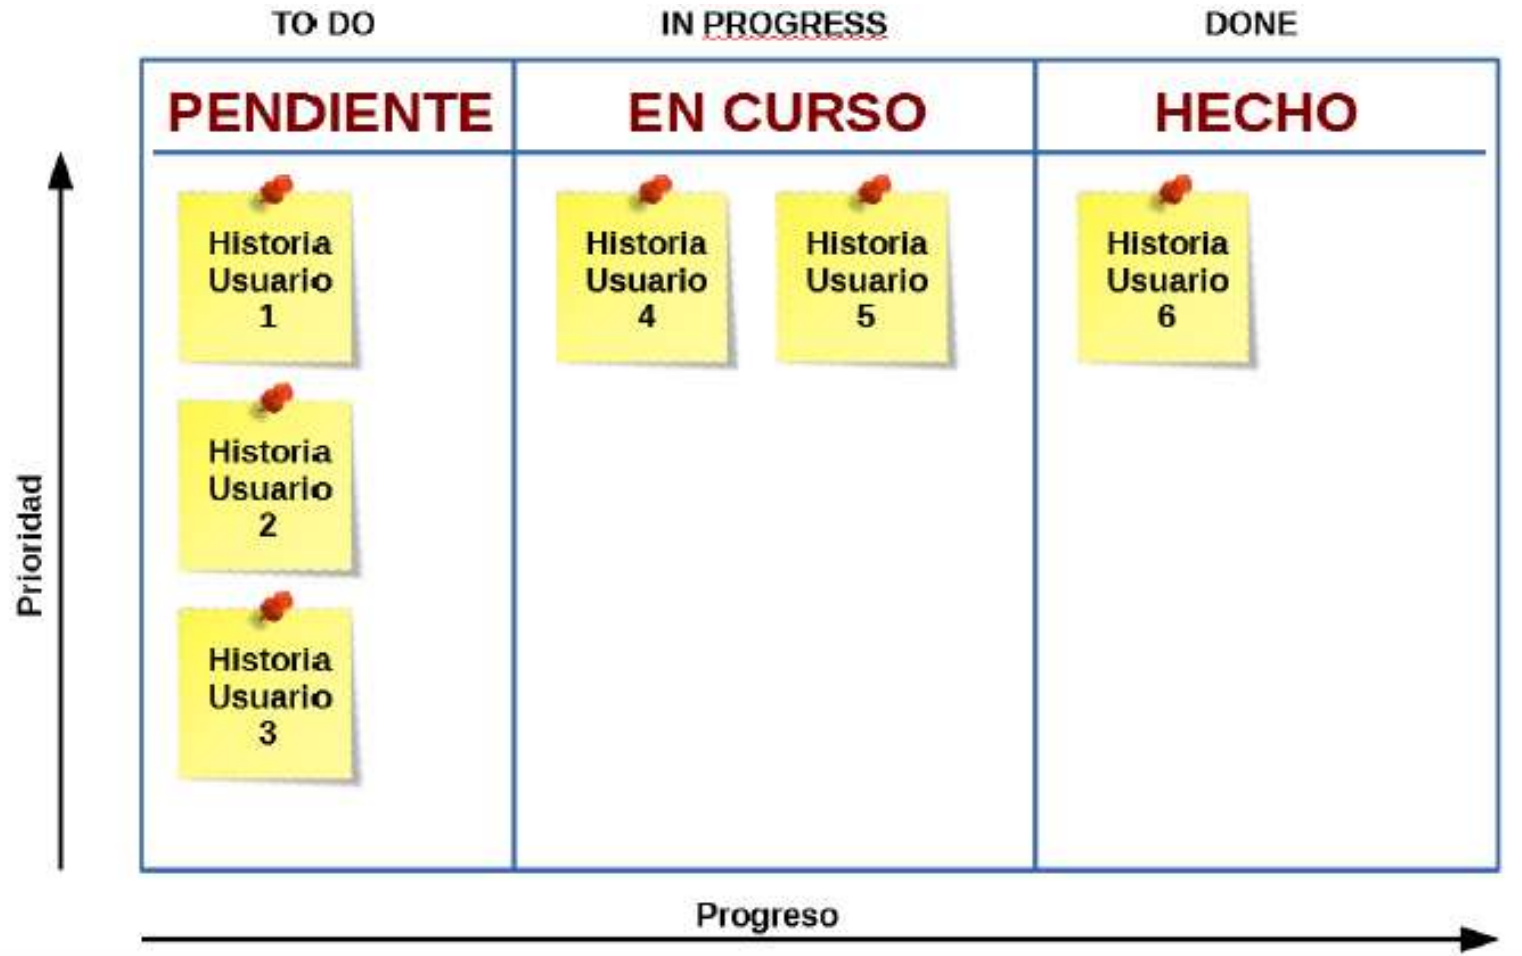 TO DO
IN PROGRESS
DONE
PENDIENTE
EN CURSO
HECHO
Historia
Usuario
1
Historia
Usuario
4
Historia
Usuario
5
Historia
Usuario
6
Historia
Usuario
2
Historia
Usuario
3
Prioridad
Progreso